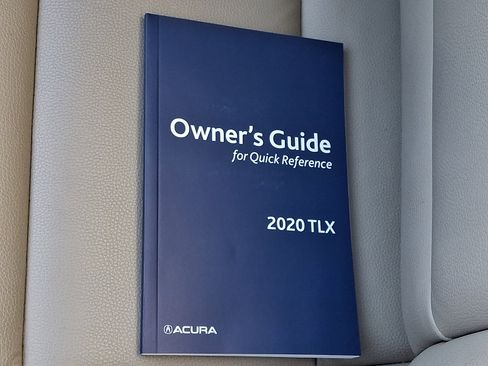 Owner's Guide
for Quick Reference
2020 TLX
ACURA